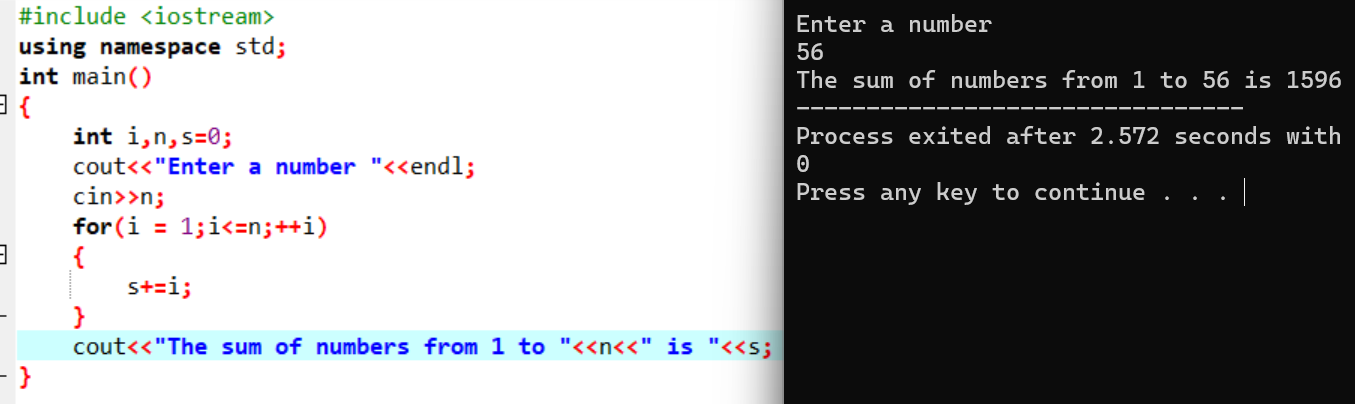 #include <iostream>
using namespace std;
int main()
{
    int i,n,s=0;
    cout<<"Enter a number "<<endl;
    cin>>n;
    for(i = 1;i<=n;++i)
    {
        s+=i;
    }
    cout<<"The sum of numbers from 1 to "<<n<<" is "<<s;
}
Enter a number
56
The sum of numbers from 1 to 56 is 1596
--------------------------------
Process exited after 2.572 seconds with
0
Press any key to continue . . .